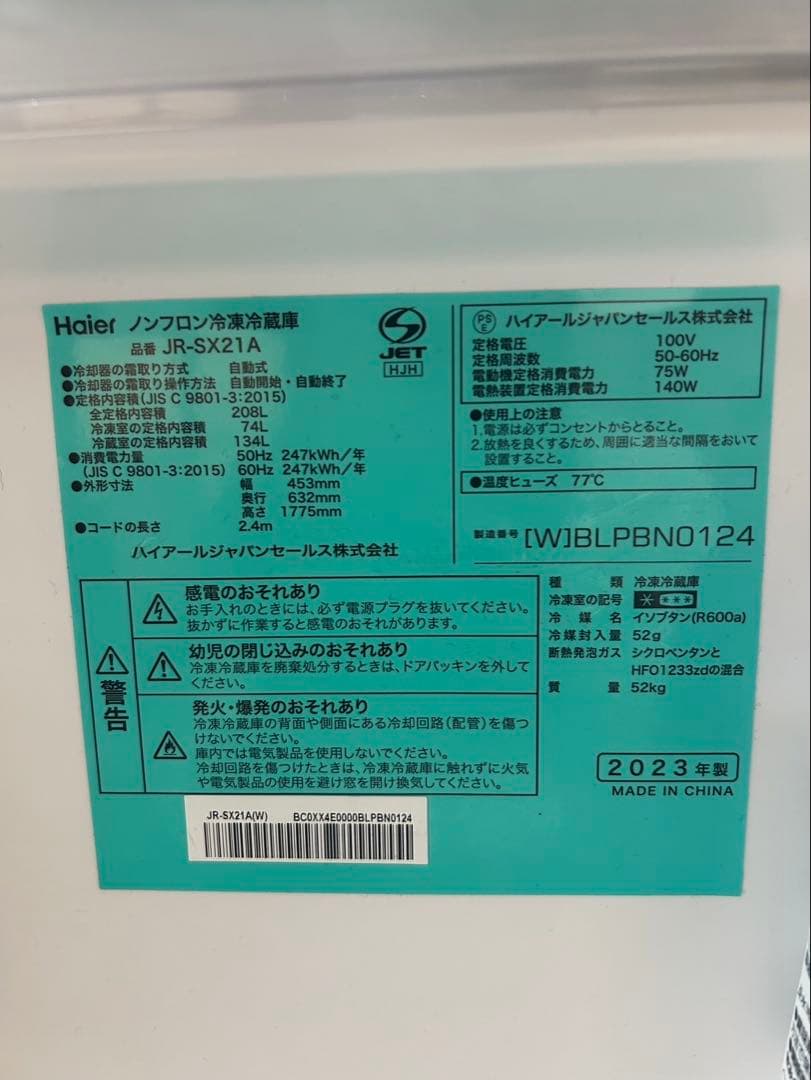 Haier ノンフロン冷凍冷蔵庫
品番 JR-SX21A
●冷却器の霜取り方式 自動式
●冷却器の霜取り操作方法 自動開始・自動終了
●定格内容積(JIS C 9801-3:2015)
全定格内容積 208L
冷凍室の定格内容積 74L
冷蔵室の定格内容積 134L
●消費電力量 50Hz 247kWh/年
(JIS C 9801-3:2015) 60Hz 247kWh/年
●外形寸法 幅 453mm
奥行 632mm
高さ 1775mm
●コードの長さ 2.4m
ハイアールジャパンセールス株式会社
JET
HJH
PS
E
ハイアールジャパンセールス株式会社
定格電圧 100V
定格周波数 50-60Hz
電動機定格消費電力 75W
電熱装置定格消費電力 140W
●使用上の注意
1.電源は必ずコンセントからとること。
2.放熱を良くするため、周囲に適当な間隔をおいて
設置すること。
●温度ヒューズ 77℃
製造番号 [W]BLPBN0124
警告
感電のおそれあり
お手入れのときには、必ず電源プラグを抜いてください。
抜かずに作業すると感電のおそれがあります。
幼児の閉じ込みのおそれあり
冷凍冷蔵庫を廃棄処分するときは、ドアパッキンを外して
ください。
発火・爆発のおそれあり
冷凍冷蔵庫の背面や側面にある冷却回路(配管)を傷つ
けないでください。
庫内では電気製品を使用しないでください。
冷却回路を傷つけたときは、冷凍冷蔵庫に触れずに火気
や電気製品の使用を避け窓を開け換気してください。
種類 冷凍冷蔵庫
冷凍室の記号 * ***
冷媒名 イソブタン(R600a)
冷媒封入量 52g
断熱発泡ガス シクロペンタンと
HFO1233zdの混合
質量 52kg
2023年製
MADE IN CHINA
JR-SX21A(W) BC0XX4E0000BLPBN0124